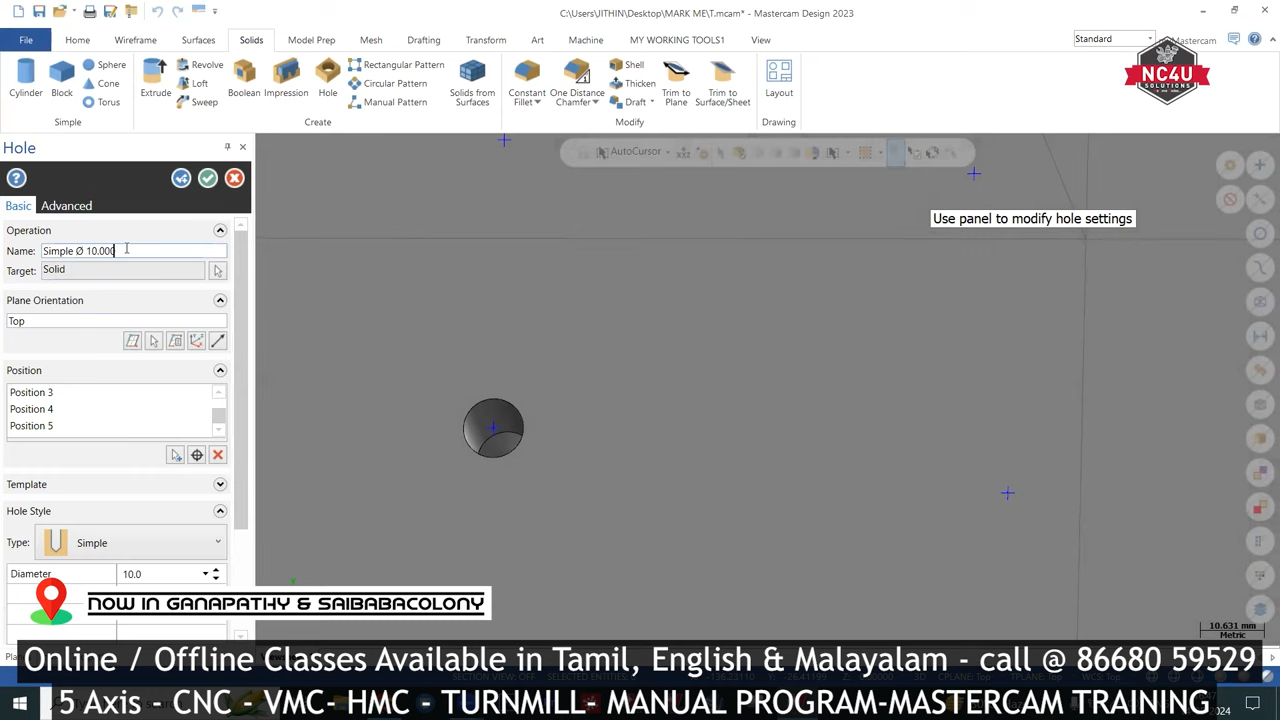 C:\Users\JITHIN\Desktop\MARK ME\T.mcam* - Mastercam Design 2023
File
Home
Wireframe
Surfaces
Solids
Model Prep
Mesh
Drafting
Transform
Art
Machine
MY WORKING TOOLS1
View
Standard
Mastercam
NC4U
SOLUTIONS
Cylinder
Block
Sphere
Cone
Torus
Simple
Extrude
Revolve
Loft
Sweep
Boolean
Impression
Hole
Rectangular Pattern
Circular Pattern
Manual Pattern
Solids from
Surfaces
Create
Constant
Fillet
One Distance
Chamfer
Shell
Thicken
Draft
Trim to
Plane
Trim to
Surface/Sheet
Modify
Layout
Drawing
Hole
AutoCursor
Basic
Advanced
Use panel to modify hole settings
Operation
Name: Simple Ø 10.000
Target: Solid
Plane Orientation
Top
Position
Position 3
Position 4
Position 5
Template
Hole Style
Type: Simple
Diameter 10.0
NOW IN GANAPATHY & SAIBABACOLONY
10.631 mm
Metric
Online / Offline Classes Available in Tamil, English & Malayalam - call @ 86680 59529
5 Axis - CNC - VMC- HMC - TURNMILL- MANUAL PROGRAM-MASTERCAM TRAINING
2024